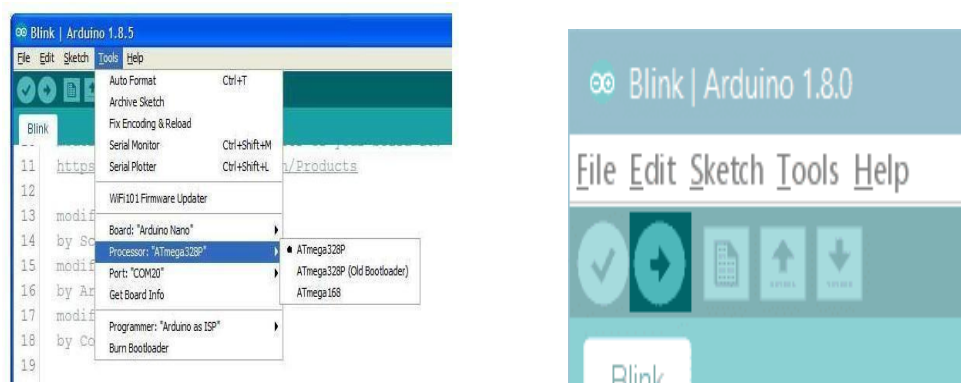 Blink | Arduino 1.8.5
File Edit Sketch Tools Help
Auto Format Ctrl+T
Archive Sketch
Fix Encoding & Reload
Blink
Serial Monitor Ctrl+Shift+M
11 https Serial Plotter Ctrl+Shift+L n/Products
12
WiFi101 Firmware Updater
13 modif
14 by Sc Board: "Arduino Nano"
Processor: "ATmega328P" ATmega328P
15 modif Port: "COM20" ATmega328P (Old Bootloader)
16 by Ar Get Board Info ATmega168
17 modif
Programmer: "Arduino as ISP"
18 by Co Burn Bootloader
19
Blink | Arduino 1.8.0
File Edit Sketch Tools Help
Blink